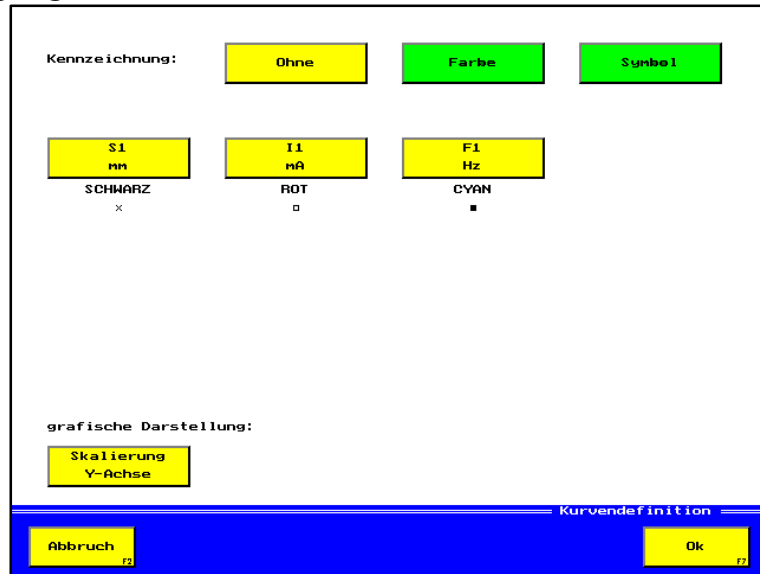 Kennzeichnung: Ohne Farbe Symbol
S1 I1 F1
mm mA Hz
SCHWARZ ROT CYAN
grafische Darstellung:
Skalierung
Y-Achse
Kurvendefinition
Abbruch F2 Ok F7